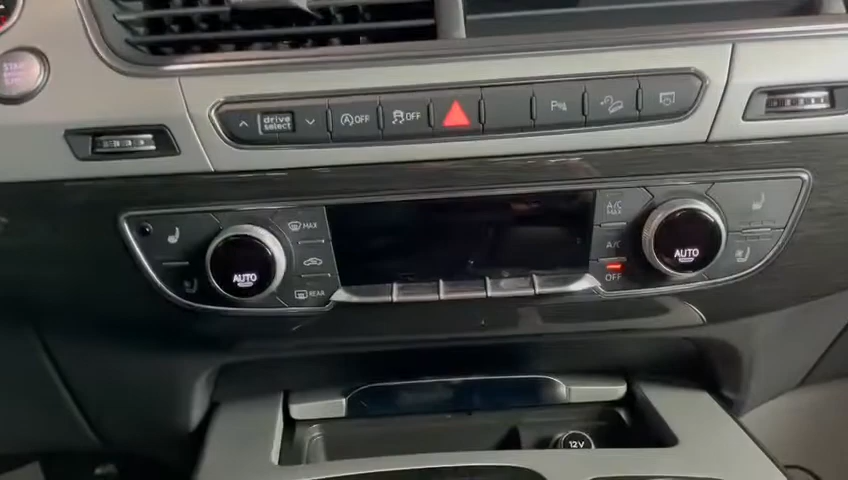 START
drive
select
OFF
OFF
P
MAX
REAR
AUTO
A/C
MAX
A/C
OFF
AUTO
12V